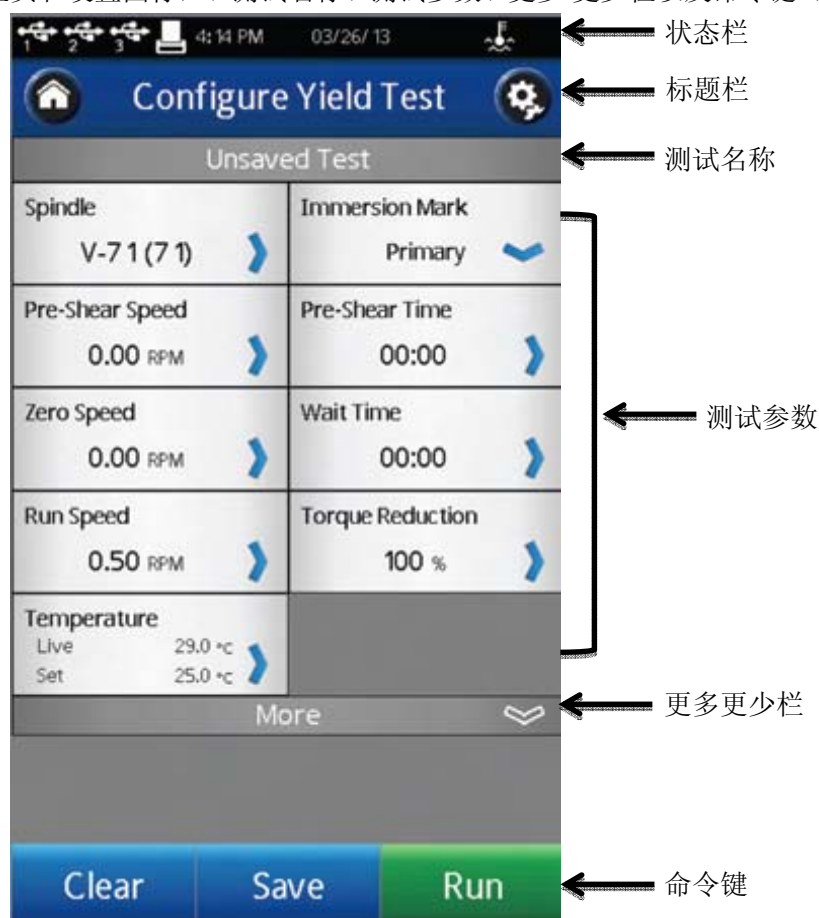 1 2 3 4:14 PM 03/26/13
状态栏
Configure Yield Test
标题栏
Unsaved Test
测试名称
Spindle
V-71(71)
Immersion Mark
Primary
Pre-Shear Speed
0.00 RPM
Pre-Shear Time
00:00
Zero Speed
0.00 RPM
Wait Time
00:00
测试参数
Run Speed
0.50 RPM
Torque Reduction
100 %
Temperature
Live 29.0 °C
Set 25.0 °C
More
更多更少栏
Clear
Save
Run
命令键